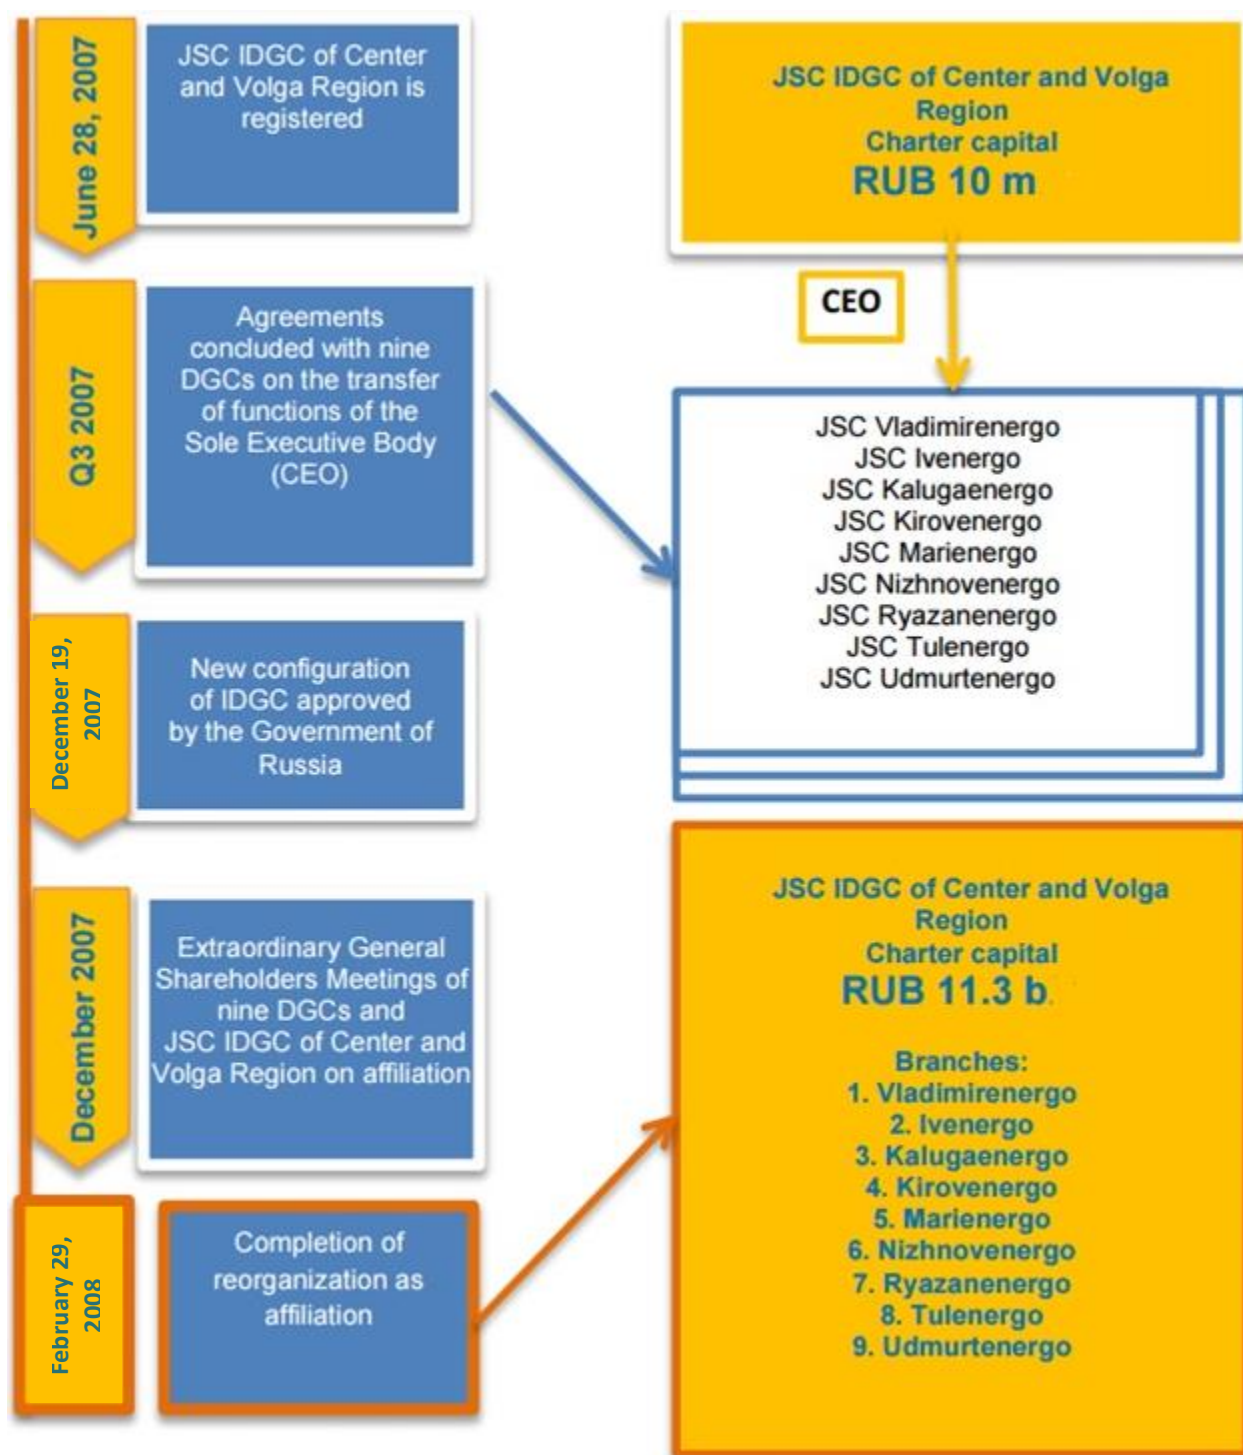 June 28, 2007
JSC IDGC of Center
and Volga Region is
registered
JSC IDGC of Center and Volga
Region
Charter capital
RUB 10 m
CEO
Q3 2007
Agreements
concluded with nine
DGCs on the transfer
of functions of the
Sole Executive Body
(CEO)
JSC Vladimirenergo
JSC Ivenergo
JSC Kalugaenergo
JSC Kirovenergo
JSC Marienergo
JSC Nizhnovenergo
JSC Ryazanenergo
JSC Tulenergo
JSC Udmurtenergo
December 19,
2007
New configuration
of IDGC approved
by the Government of
Russia
December 2007
Extraordinary General
Shareholders Meetings of
nine DGCs and
JSC IDGC of Center and
Volga Region on affiliation
February 29,
2008
Completion of
reorganization as
affiliation
JSC IDGC of Center and Volga
Region
Charter capital
RUB 11.3 b.
Branches:
1. Vladimirenergo
2. Ivenergo
3. Kalugaenergo
4. Kirovenergo
5. Marienergo
6. Nizhnovenergo
7. Ryazanenergo
8. Tulenergo
9. Udmurtenergo